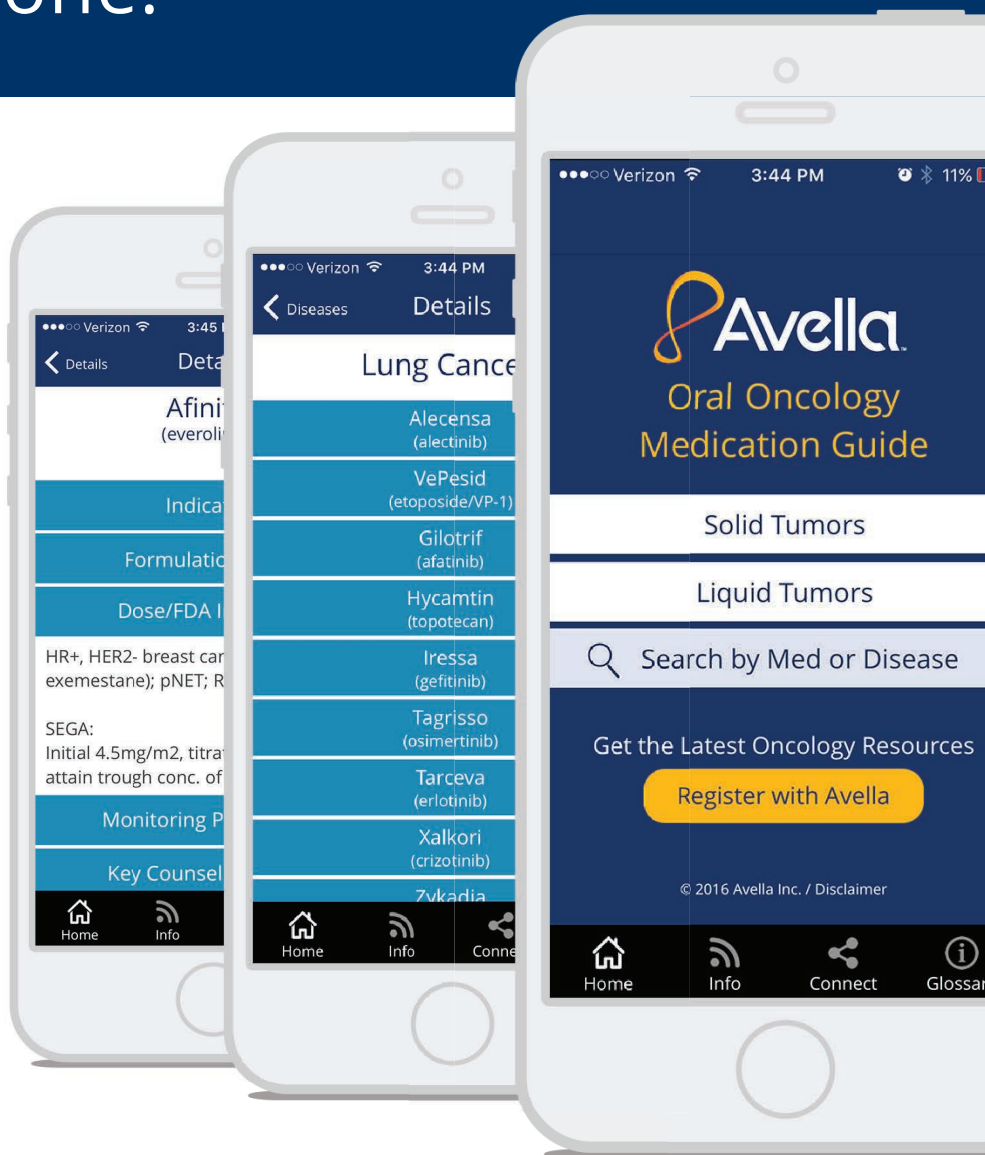 one.
Verizon 3:45
Details Deta
Afini
(everoli
Indica
Formulatio
Dose/FDA I
HR+, HER2- breast car
exemestane); pNET; R
SEGA:
Initial 4.5mg/m2, titra
attain trough conc. of
Monitoring P
Key Counsel
Home Info
Verizon 3:44 PM
Diseases Details
Lung Cance
Alecensa
(alectinib)
VePesid
(etoposide/VP-1)
Gilotrif
(afatinib)
Hycamtin
(topotecan)
Iressa
(gefitinib)
Tagrisso
(osimertinib)
Tarceva
(erlotinib)
Xalkori
(crizotinib)
Zykadia
Home Info Conne
Verizon 3:44 PM 11%
Avella
Oral Oncology
Medication Guide
Solid Tumors
Liquid Tumors
Search by Med or Disease
Get the Latest Oncology Resources
Register with Avella
© 2016 Avella Inc. / Disclaimer
Home Info Connect Glossar